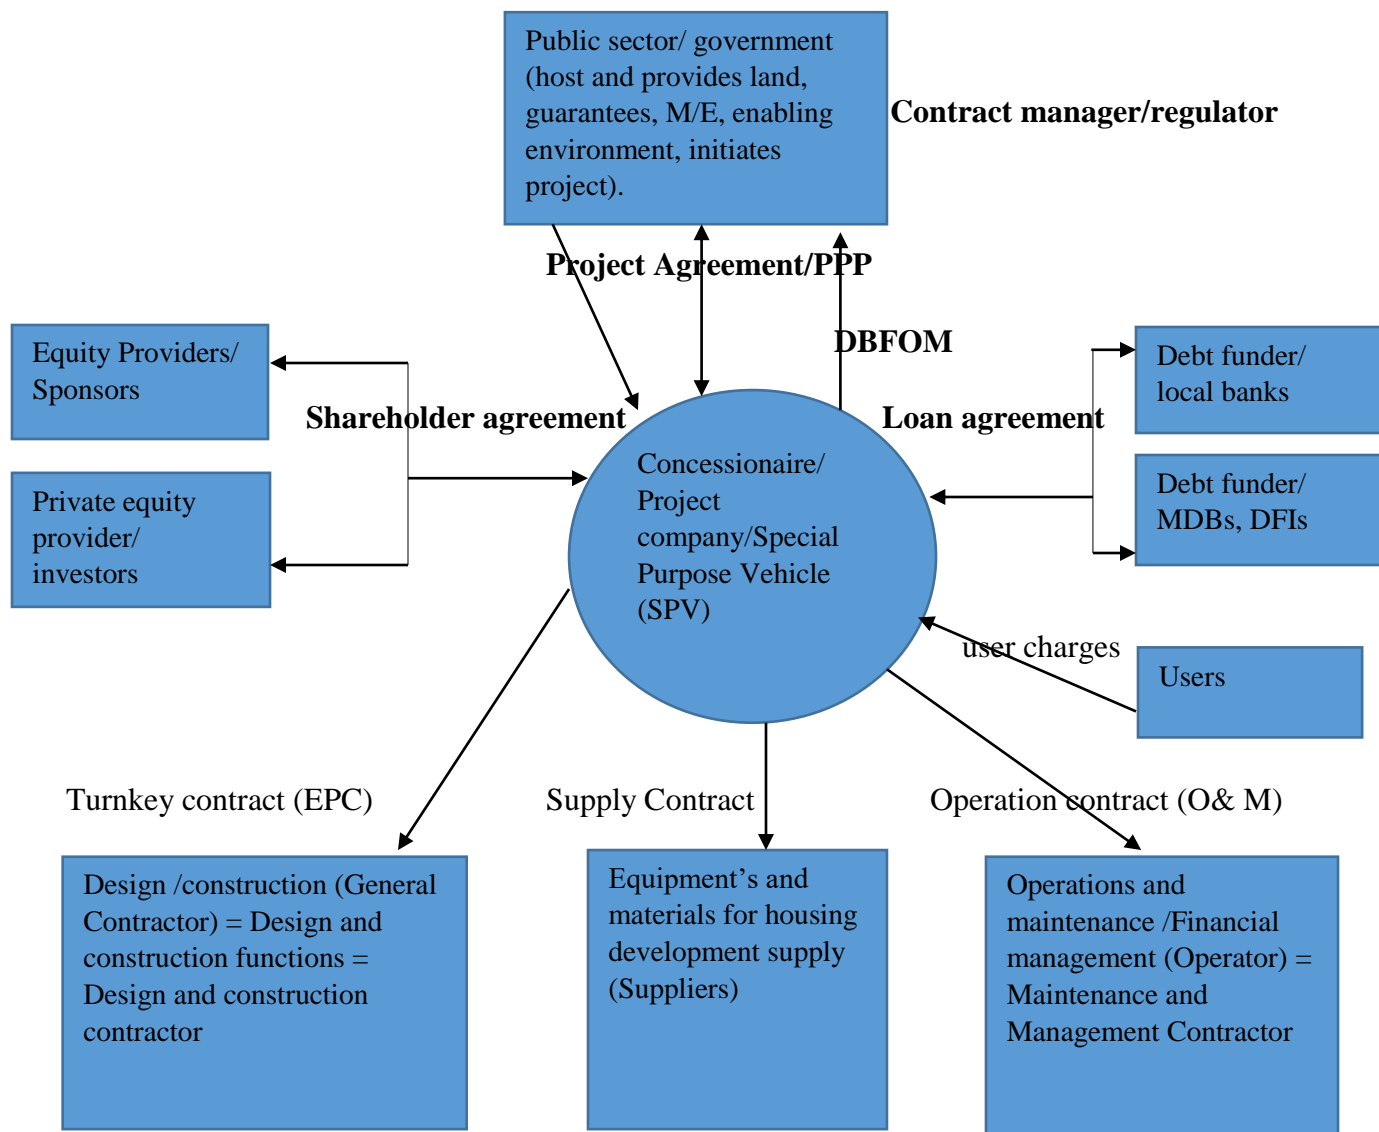 Public sector/ government
(host and provides land,
guarantees, M/E, enabling
environment, initiates
project).
Contract manager/regulator
Project Agreement/PPP
DBFOM
Equity Providers/
Sponsors
Shareholder agreement
Loan agreement
Debt funder/
local banks
Private equity
provider/
investors
Concessionaire/
Project
company/Special
Purpose Vehicle
(SPV)
Debt funder/
MDBs, DFIs
user charges
Users
Turnkey contract (EPC)
Supply Contract
Operation contract (O& M)
Design /construction (General
Contractor) = Design and
construction functions =
Design and construction
contractor
Equipment’s and
materials for housing
development supply
(Suppliers)
Operations and
maintenance /Financial
management (Operator) =
Maintenance and
Management Contractor